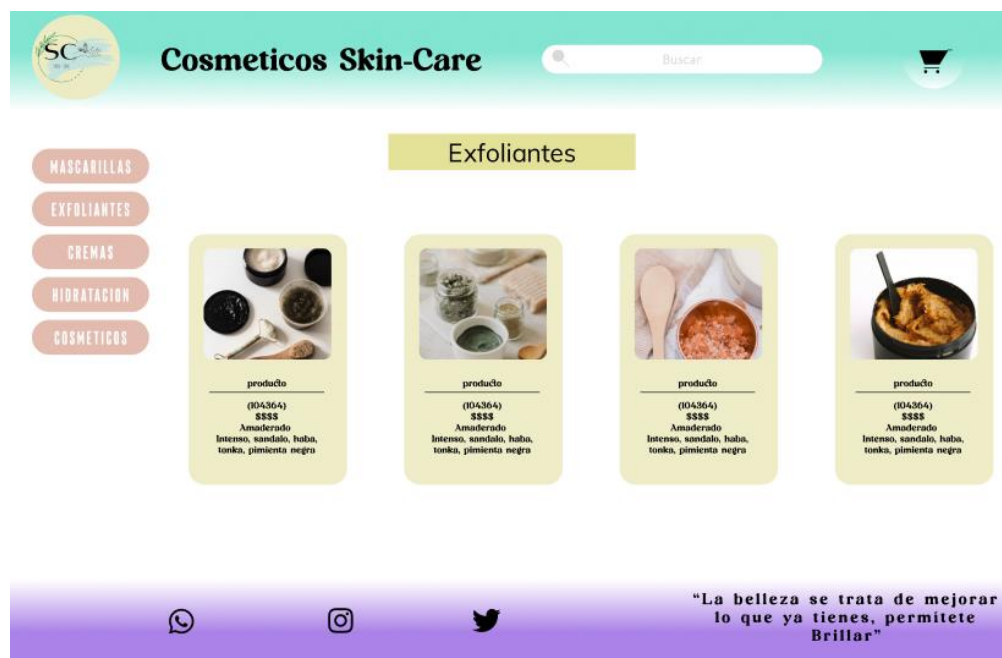 SC
Cosmeticos Skin-Care
Buscar
Exfoliantes
MASCARILLAS
EXFOLIANTES
CREMAS
HIDRATACION
COSMETICOS
producto
(104364)
$$$$
Amaderado
Intenso, sandalo, haba,
tonka, pimienta negra
producto
(104364)
$$$$
Amaderado
Intenso, sandalo, haba,
tonka, pimienta negra
producto
(104364)
$$$$
Amaderado
Intenso, sandalo, haba,
tonka, pimienta negra
producto
(104364)
$$$$
Amaderado
Intenso, sandalo, haba,
tonka, pimienta negra
“La belleza se trata de mejorar
lo que ya tienes, permitete
Brillar”